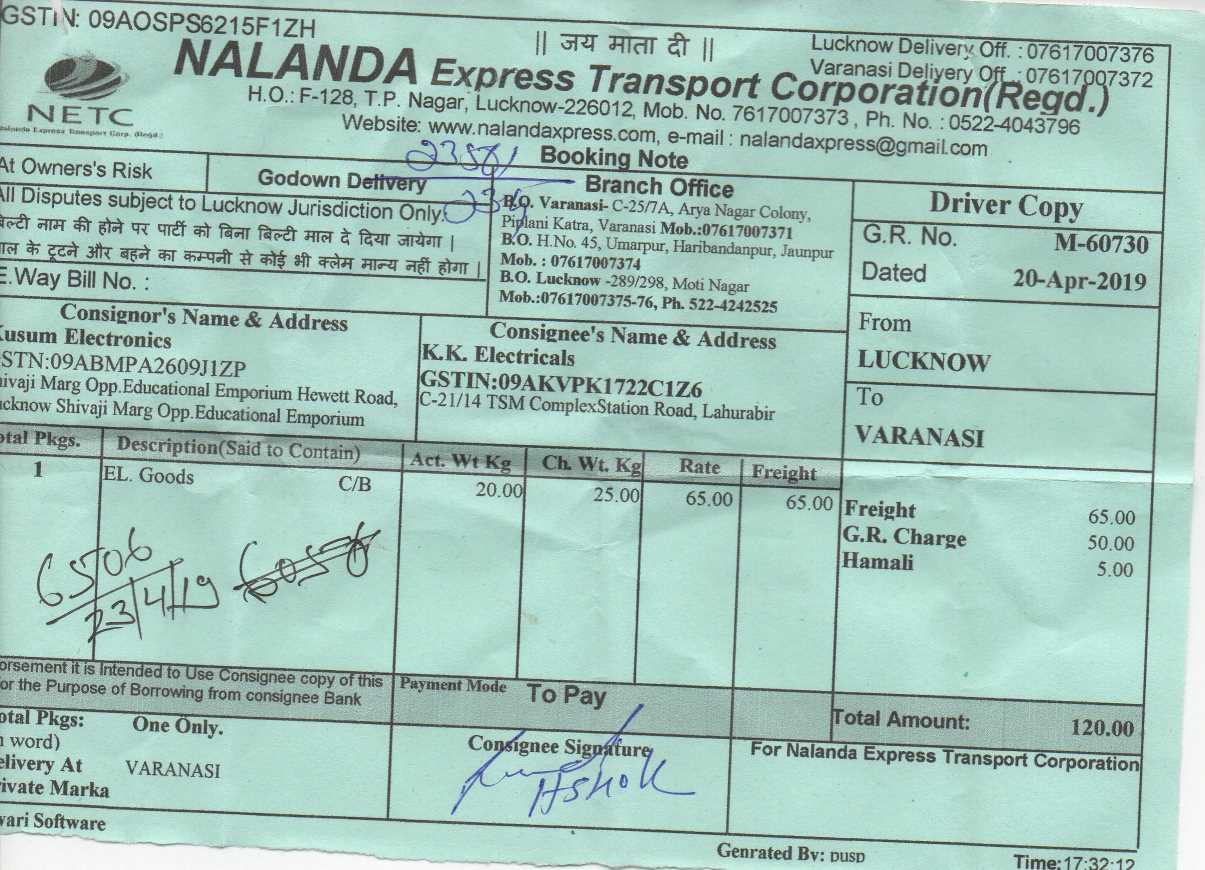 GSTIN: 09AOSPS6215F1ZH
|| जय माता दी ||
Lucknow Delivery Off. : 07617007376
Varanasi Delivery Off. : 07617007372
NALANDA Express Transport Corporation(Regd.)
NETC
Nalanda Express Transport Corp. (Regd.)
H.O.: F-128, T.P. Nagar, Lucknow-226012, Mob. No. 7617007373 , Ph. No. : 0522-4043796
Website: www.nalandaxpress.com, e-mail : nalandaxpress@gmail.com
Booking Note
At Owners's Risk
Godown Delivery
All Disputes subject to Lucknow Jurisdiction Only.
बिल्टी नाम की होने पर पार्टी को बिना बिल्टी माल दे दिया जायेगा |
माल के टूटने और बहने का कम्पनी से कोई भी क्लेम मान्य नहीं होगा |
E.Way Bill No. :
Branch Office
B.O. Varanasi- C-25/7A, Arya Nagar Colony,
Piplani Katra, Varanasi Mob.:07617007371
B.O. H.No. 45, Umarpur, Haribandanpur, Jaunpur
Mob. : 07617007374
B.O. Lucknow -289/298, Moti Nagar
Mob.:07617007375-76, Ph. 522-4242525
Driver Copy
G.R. No. M-60730
Dated 20-Apr-2019
From
LUCKNOW
To
VARANASI
Consignor's Name & Address
Kusum Electronics
GSTN:09ABMPA2609J1ZP
Shivaji Marg Opp.Educational Emporium Hewett Road,
Lucknow Shivaji Marg Opp.Educational Emporium
Consignee's Name & Address
K.K. Electricals
GSTIN:09AKVPK1722C1Z6
C-21/14 TSM ComplexStation Road, Lahurabir
Total Pkgs. Description(Said to Contain) Act. Wt Kg Ch. Wt. Kg Rate Freight
1 EL. Goods C/B 20.00 25.00 65.00 65.00
Freight 65.00
G.R. Charge 50.00
Hamali 5.00
65706
23/4/19
orsement it is Intended to Use Consignee copy of this
for the Purpose of Borrowing from consignee Bank
Payment Mode To Pay
Total Amount: 120.00
Total Pkgs: One Only.
(In word)
Delivery At VARANASI
Private Marka
Consignee Signature
Ashok
For Nalanda Express Transport Corporation
wari Software
Genrated By: pusp
Time:17:32:12